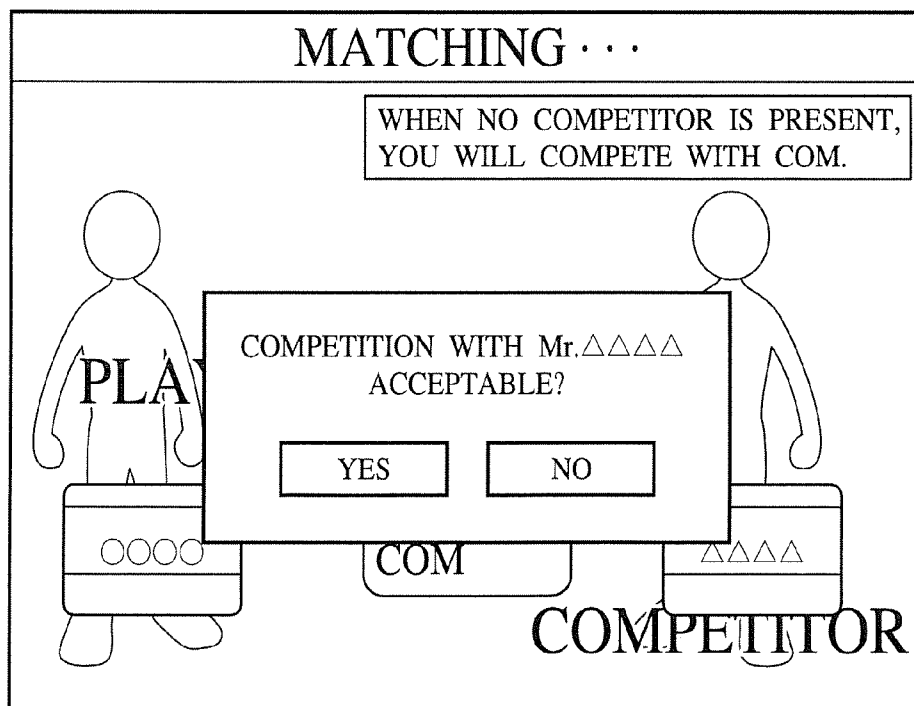 MATCHING ···
WHEN NO COMPETITOR IS PRESENT,
YOU WILL COMPETE WITH COM.
COMPETITION WITH Mr.△△△△
ACCEPTABLE?
PLAY
YES NO
○○○○
COM
△△△△
COMPETITOR